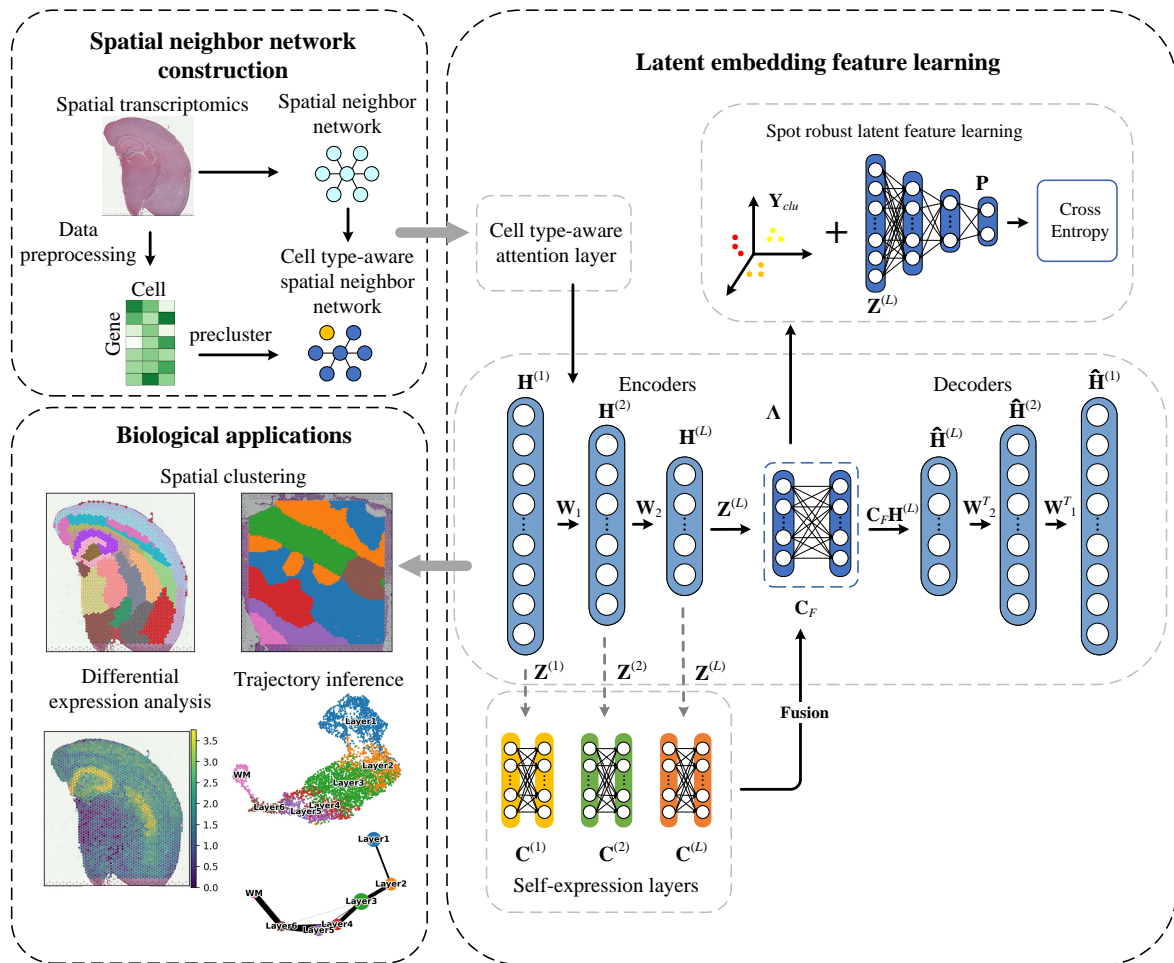 Spatial neighbor network
construction
Spatial transcriptomics
Spatial neighbor
network
Data
preprocessing
Cell type-aware
spatial neighbor
network
Cell
Gene
precluster
Biological applications
Spatial clustering
Differential
expression analysis
Trajectory inference
3.5
3.0
2.5
2.0
1.5
1.0
0.5
0.0
Layer1
WM
Layer2
Layer3
Layer4
Layer6
Layer5
Layer1
Layer2
WM
Layer3
Layer4
Layer6
Layer5
Latent embedding feature learning
Spot robust latent feature learning
Y_{clu}
P
Cross
Entropy
Z^{(L)}
Cell type-aware
attention layer
Λ
Encoders
Decoders
H^{(1)}
H^{(2)}
H^{(L)}
Ĥ^{(L)}
Ĥ^{(2)}
Ĥ^{(1)}
W_1
W_2
Z^{(L)}
C_F H^{(L)}
W_2^T
W_1^T
C_F
Z^{(1)}
Z^{(2)}
Z^{(L)}
Fusion
C^{(1)}
C^{(2)}
C^{(L)}
Self-expression layers